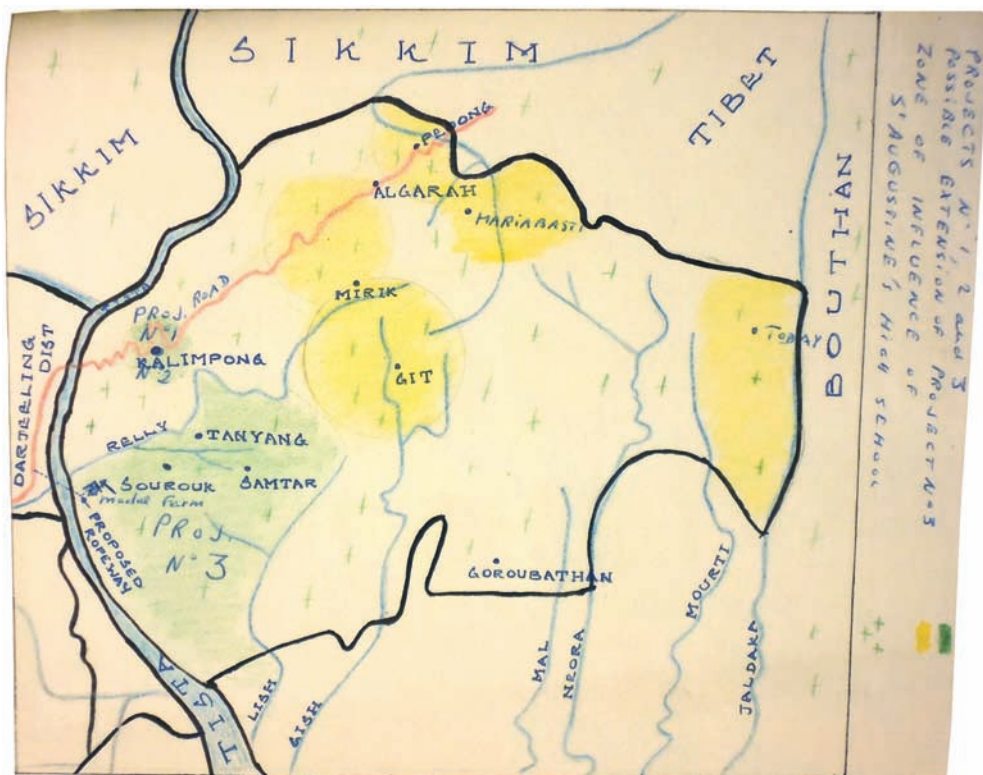 SIKKIM
SIKKIM
TIBET
BOUTHAN
PEDONG
ALGARAH
MARIABASTI
MIRIK
PROJ. ROAD
N°1
KALIMPONG
N°2
DARJEELING
DIST
TODAY
GIT
RELLY
TANYANG
SOUROUK
SAMTAR
Model Farm
PROPOSED
ROPEWAY
PROJ.
N° 3
GOROUBATHAN
TISTA
LISH
GISH
MAL
NEORA
MOURTI
JALDAKA
PROJECTS N°1, 2 and 3
POSSIBLE EXTENSION OF PROJECT N°3
ZONE OF INFLUENCE OF
St AUGUSTINE'S HIGH SCHOOL